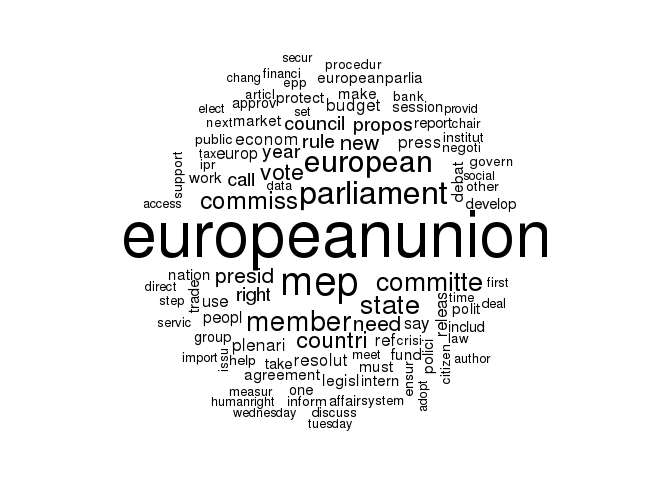 secur
procedur
chang financi
epp europeanparlia
articl make bank
approv protect budget session provid
elect set
next market council propos report chair
public econom rule new press institut
negoti
tax europ year european debat govern
ipr vote social
support work call data parliament other
access commiss develop
europeanunion
nation presid mep committe first
direct trade right state releas time deal
step use polit
servic peopl member need say includ
law
group plenari countri ref crisi polici
import issu help take resolut meet fund citizen author
agreement must ensur
legisl intern
measur one adopt
humanright inform affair system
wednesday discuss
tuesday